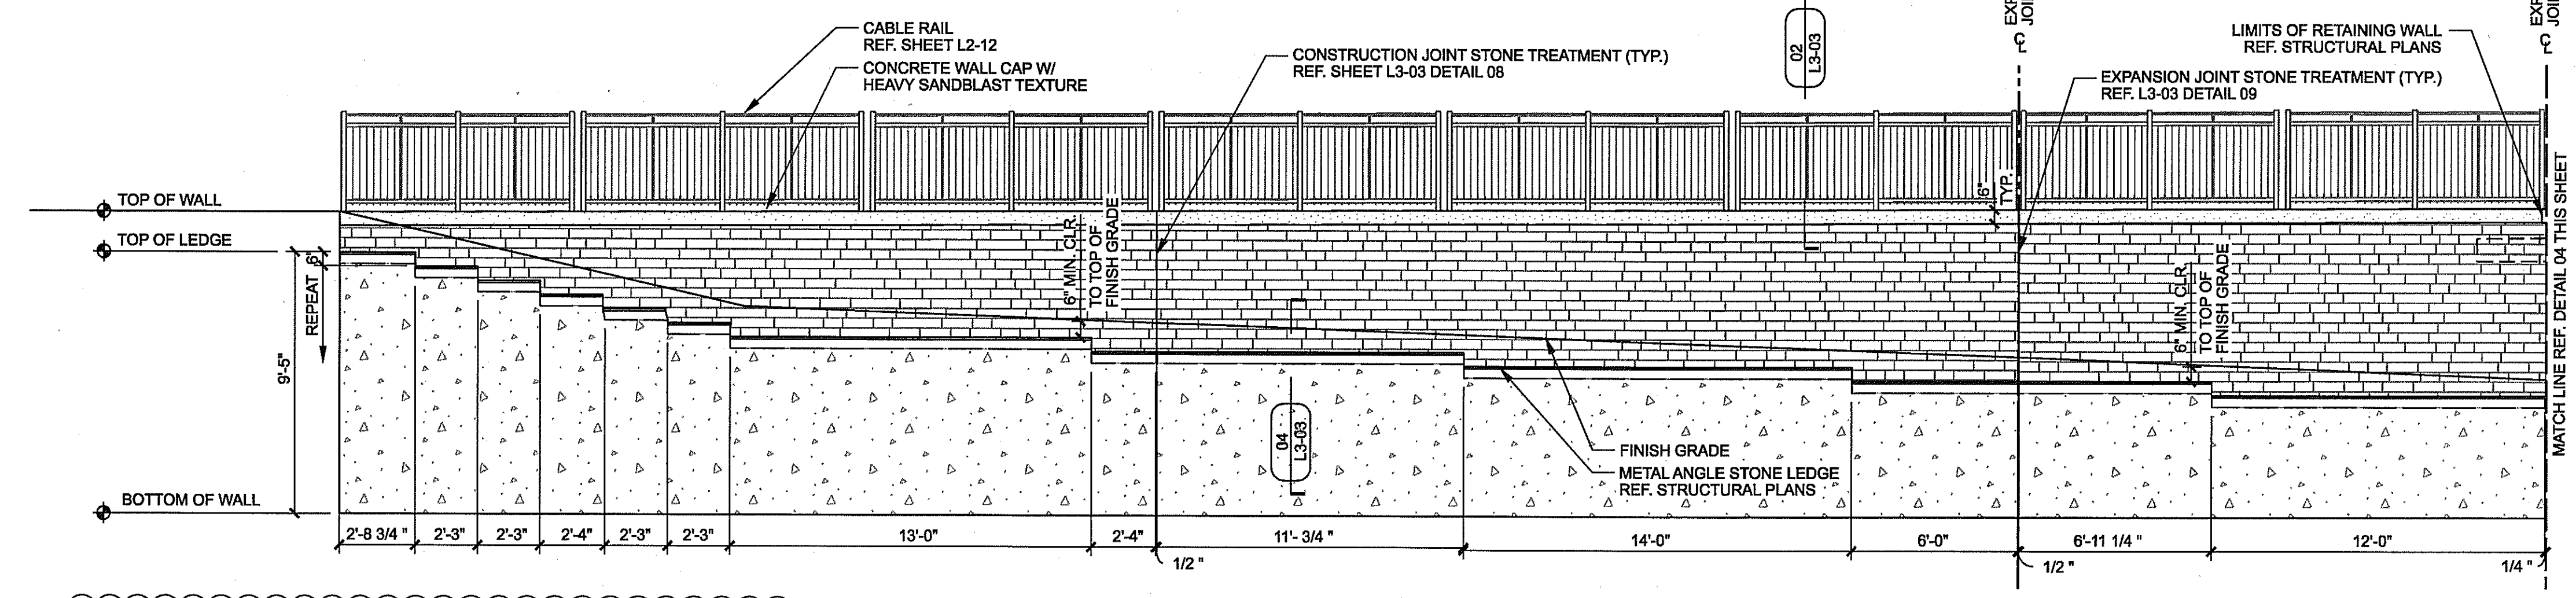 CABLE RAIL
REF. SHEET L2-12
CONCRETE WALL CAP W/
HEAVY SANDBLAST TEXTURE
CONSTRUCTION JOINT STONE TREATMENT (TYP.)
REF. SHEET L3-03 DETAIL 08
02
L3-03
LIMITS OF RETAINING WALL
REF. STRUCTURAL PLANS
EXPANSION JOINT STONE TREATMENT (TYP.)
REF. L3-03 DETAIL 09
TOP OF WALL
TOP OF LEDGE
BOTTOM OF WALL
6"
REPEAT
9'-5"
6" MIN. CLR.
TO TOP OF
FINISH GRADE
6"
TYP.
6" MIN. CLR.
TO TOP OF
FINISH GRADE
MATCH LINE REF. DETAIL 04 THIS SHEET
04
L3-03
FINISH GRADE
METAL ANGLE STONE LEDGE
REF. STRUCTURAL PLANS
2'-8 3/4 "
2'-3"
2'-3"
2'-4"
2'-3"
2'-3"
13'-0"
2'-4"
11'- 3/4 "
14'-0"
6'-0"
6'-11 1/4 "
12'-0"
1/2 "
1/2 "
1/4 "